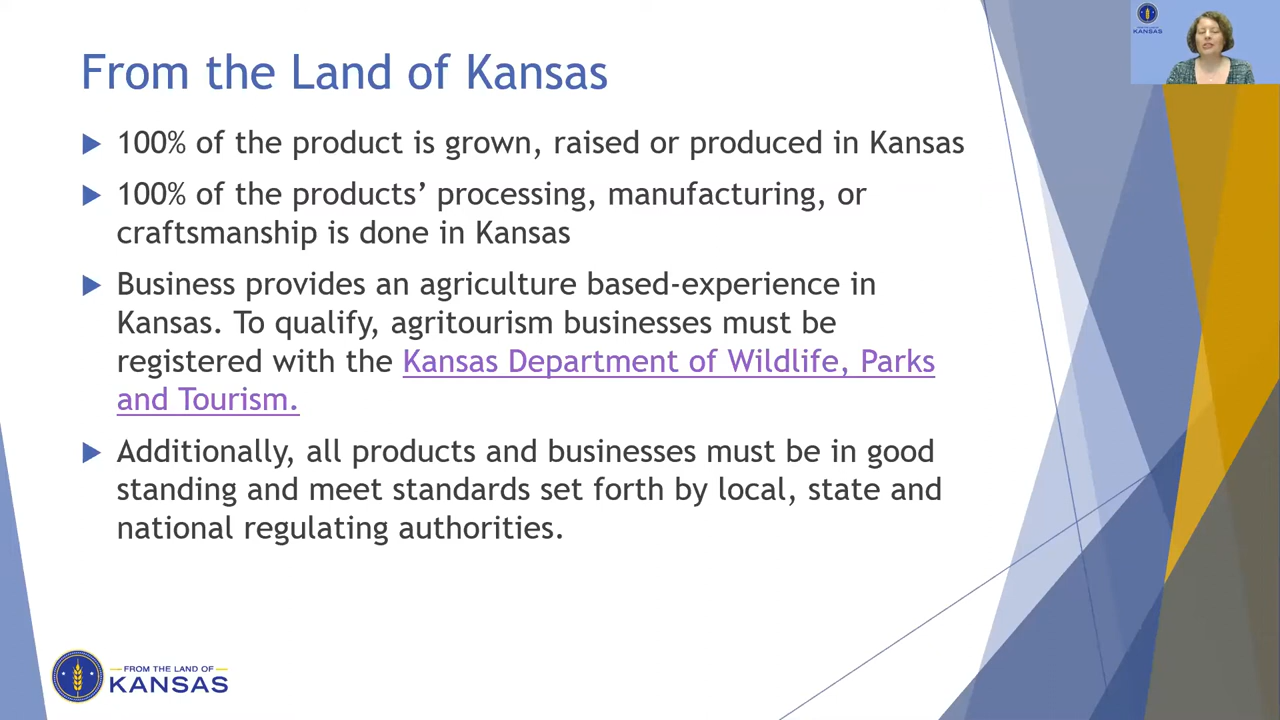 From the Land of Kansas
100% of the product is grown, raised or produced in Kansas
100% of the products’ processing, manufacturing, or
craftsmanship is done in Kansas
Business provides an agriculture based-experience in
Kansas. To qualify, agritourism businesses must be
registered with the Kansas Department of Wildlife, Parks
and Tourism.
Additionally, all products and businesses must be in good
standing and meet standards set forth by local, state and
national regulating authorities.
FROM THE LAND OF
KANSAS
KANSAS